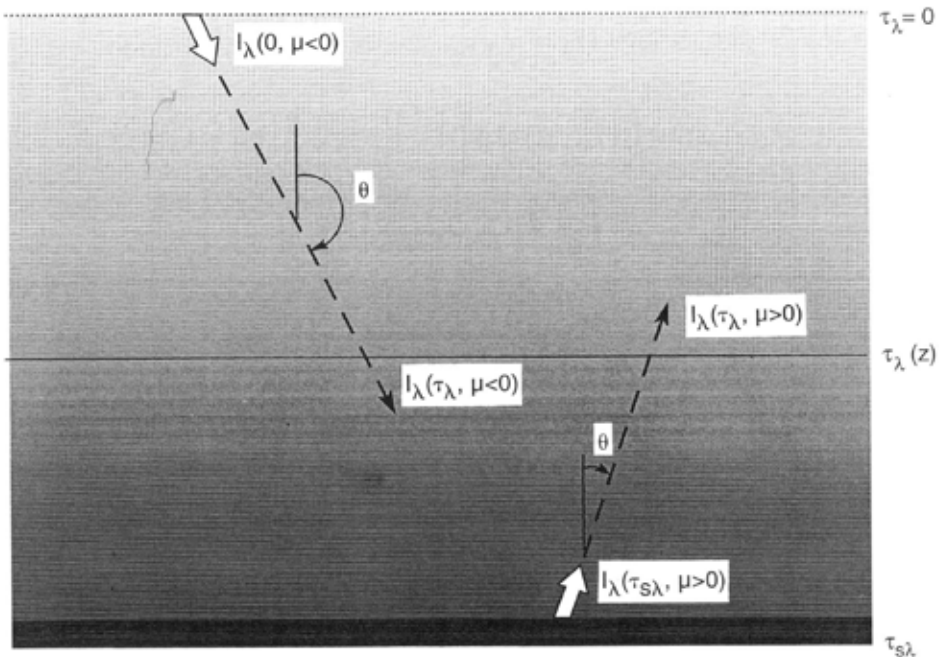 τλ = 0
Iλ(0, μ<0)
θ
Iλ(τλ, μ>0)
τλ (z)
Iλ(τλ, μ<0)
θ
Iλ(τSλ, μ>0)
τSλ